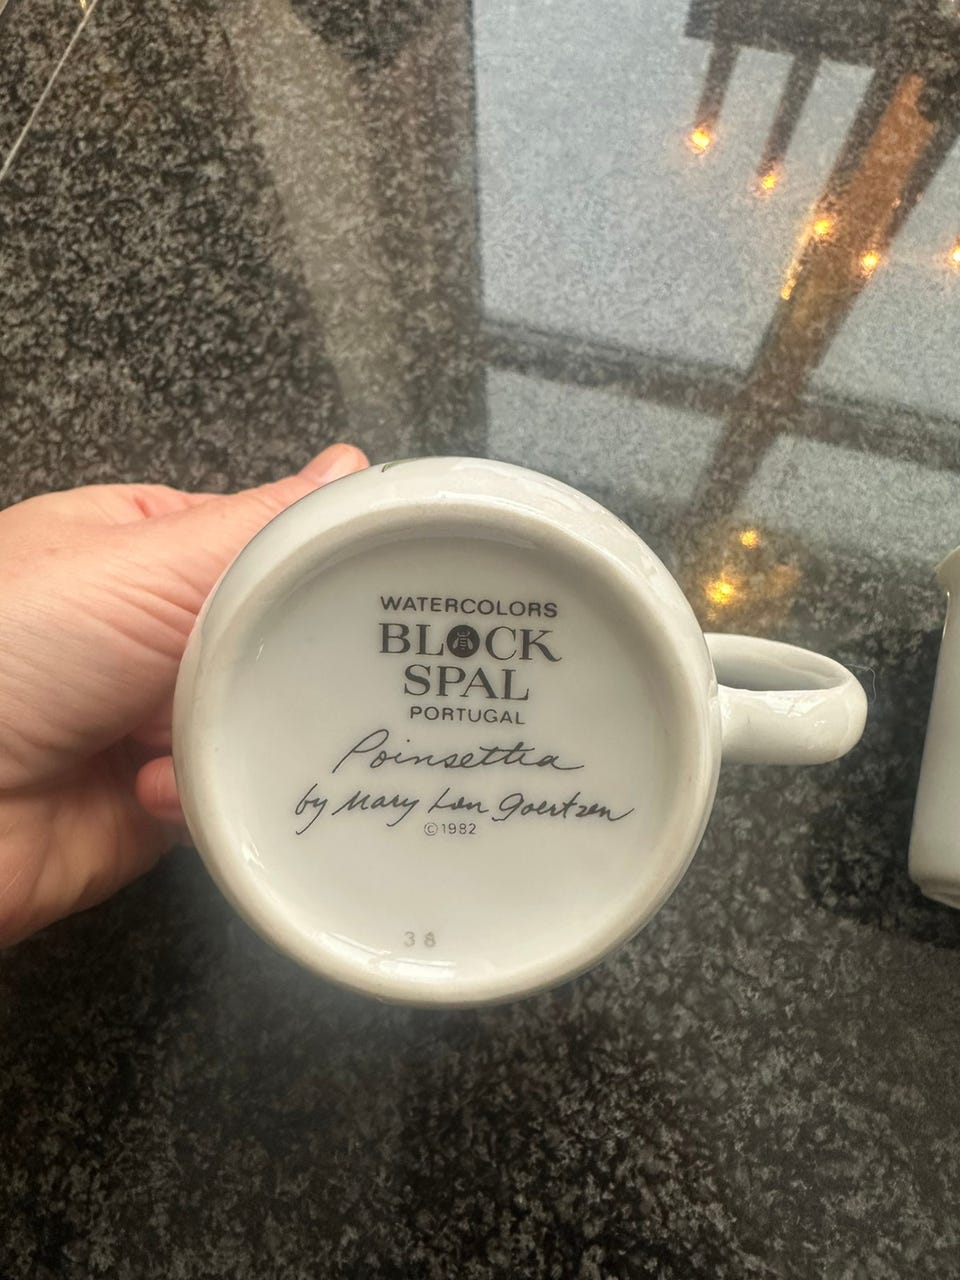 WATERCOLORS
BLOCK
SPAL
PORTUGAL
Poinsettia
by Mary Lou Goertzen
©1982
38